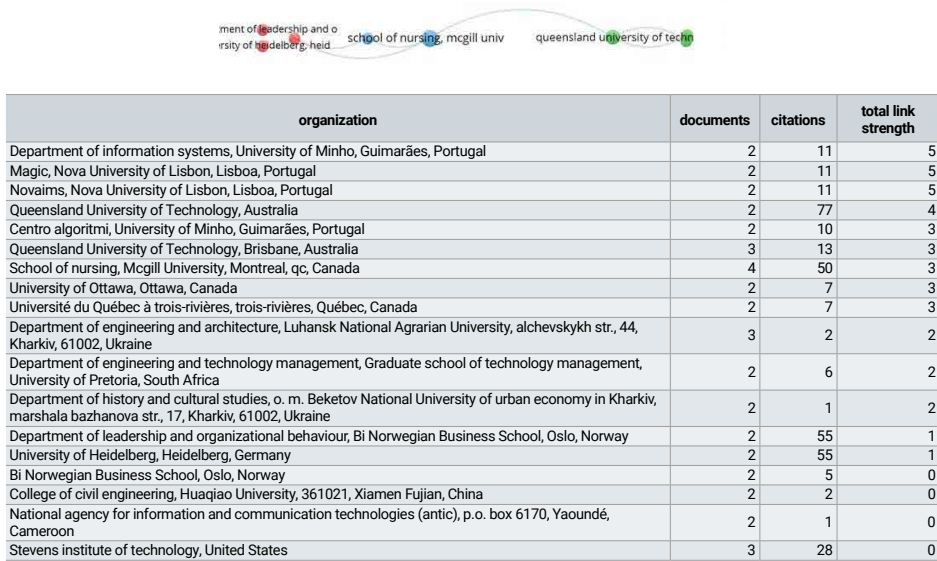 ment of leadership and o
rsity of heidelberg, heid
school of nursing, mcgill univ
queensland university of techn
organization documents citations total link strength
Department of information systems, University of Minho, Guimarães, Portugal 2 11 5
Magic, Nova University of Lisbon, Lisboa, Portugal 2 11 5
Novaims, Nova University of Lisbon, Lisboa, Portugal 2 11 5
Queensland University of Technology, Australia 2 77 4
Centro algoritmi, University of Minho, Guimarães, Portugal 2 10 3
Queensland University of Technology, Brisbane, Australia 3 13 3
School of nursing, Mcgill University, Montreal, qc, Canada 4 50 3
University of Ottawa, Ottawa, Canada 2 7 3
Université du Québec à trois-rivières, trois-rivières, Québec, Canada 2 7 3
Department of engineering and architecture, Luhansk National Agrarian University, alchevskykh str., 44,
Kharkiv, 61002, Ukraine 3 2 2
Department of engineering and technology management, Graduate school of technology management,
University of Pretoria, South Africa 2 6 2
Department of history and cultural studies, o. m. Beketov National University of urban economy in Kharkiv,
marshala bazhanova str., 17, Kharkiv, 61002, Ukraine 2 1 2
Department of leadership and organizational behaviour, Bi Norwegian Business School, Oslo, Norway 2 55 1
University of Heidelberg, Heidelberg, Germany 2 55 1
Bi Norwegian Business School, Oslo, Norway 2 5 0
College of civil engineering, Huaqiao University, 361021, Xiamen Fujian, China 2 2 0
National agency for information and communication technologies (antic), p.o. box 6170, Yaoundé,
Cameroon 2 1 0
Stevens institute of technology, United States 3 28 0